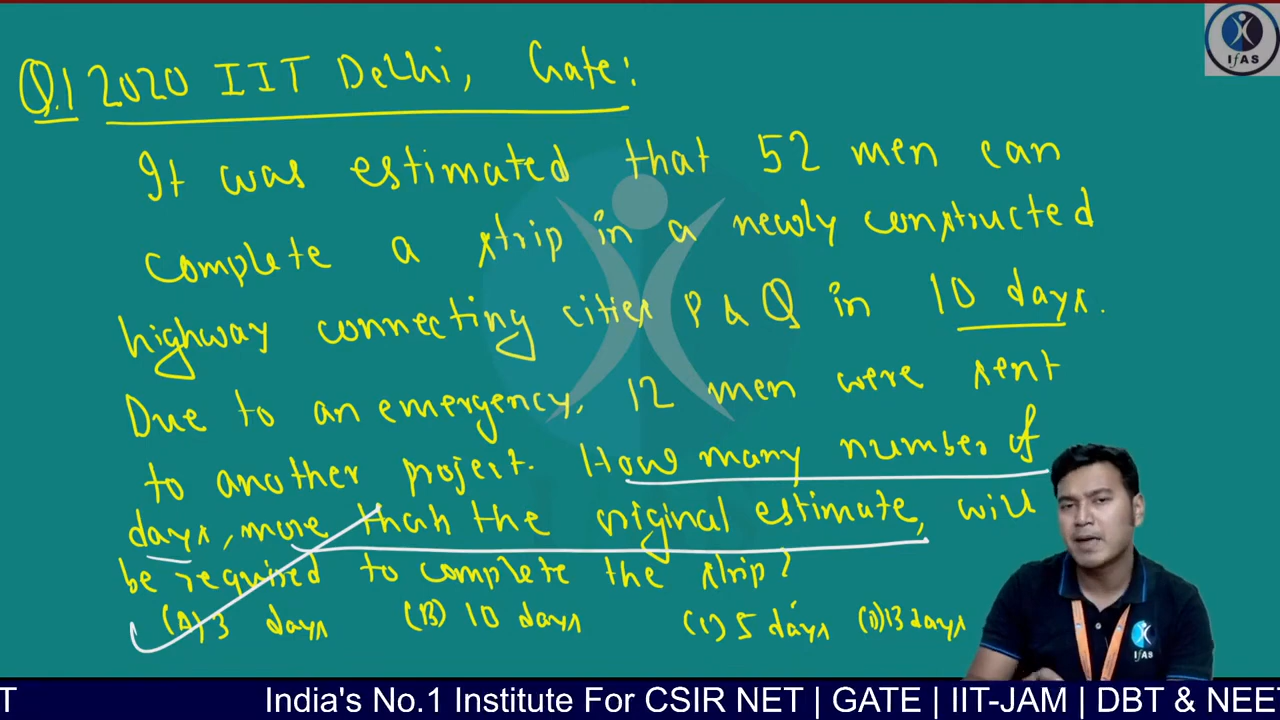 IfAS
Q.1 2020 IIT Delhi, Gate:
It was estimated that 52 men can
complete a strip in a newly constructed
highway connecting cities P & Q in 10 days.
Due to an emergency, 12 men were sent
to another project. How many number of
days, more than the original estimate, will
be required to complete the strip?
(A) 3 days (B) 10 days (C) 5 days (D) 13 days
IfAS
T India's No.1 Institute For CSIR NET | GATE | IIT-JAM | DBT & NEE